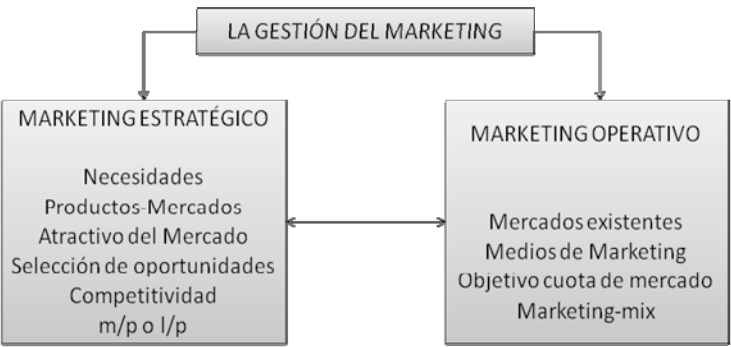 LA GESTIÓN DEL MARKETING
MARKETING ESTRATÉGICO
Necesidades
Productos-Mercados
Atractivo del Mercado
Selección de oportunidades
Competitividad
m/p o l/p
MARKETING OPERATIVO
Mercados existentes
Medios de Marketing
Objetivo cuota de mercado
Marketing-mix